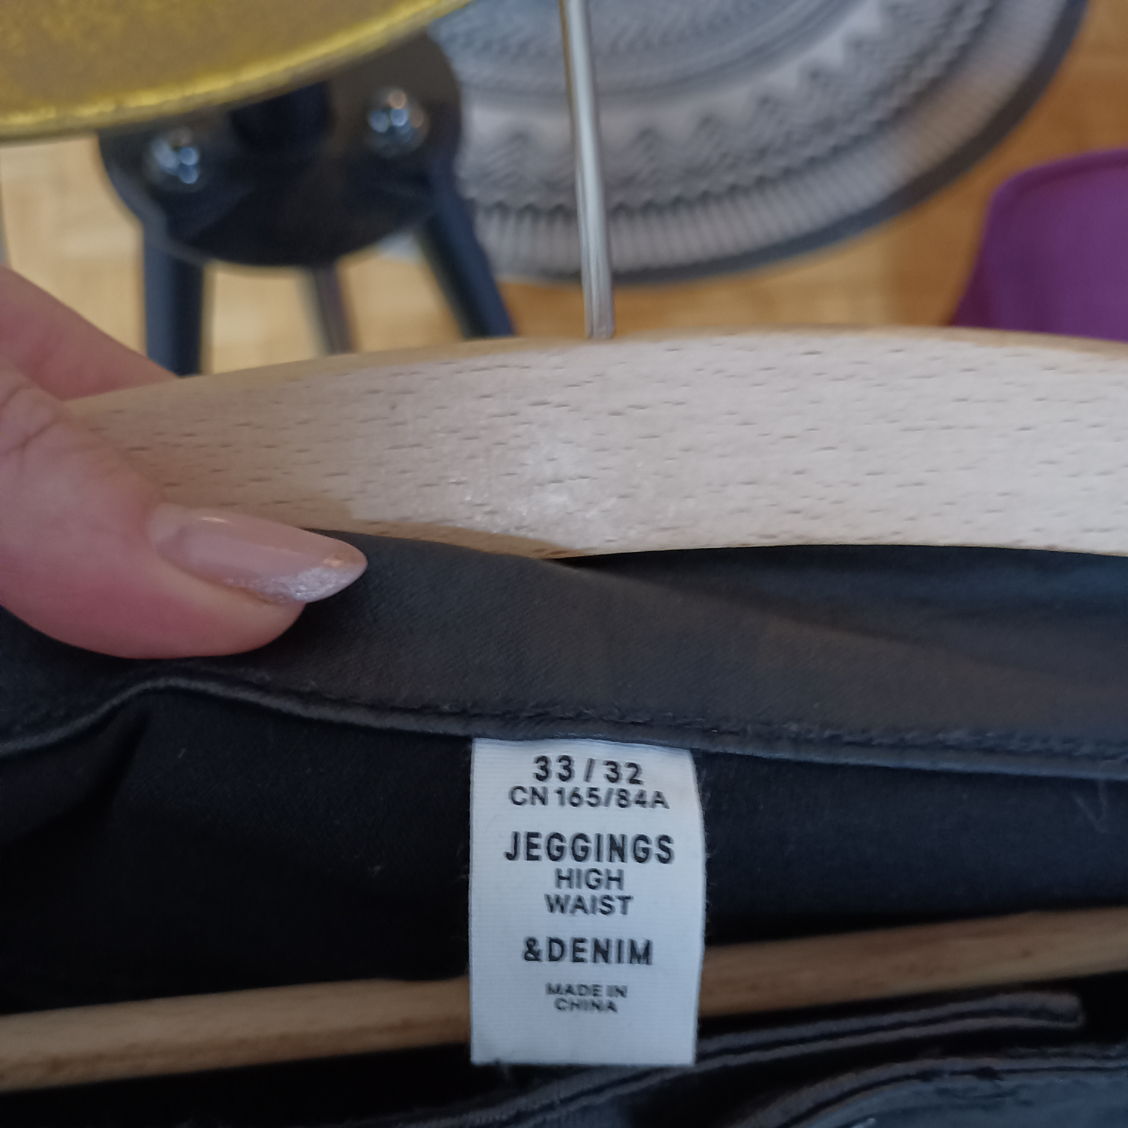 33/32
CN 165/84A
JEGGINGS
HIGH
WAIST
&DENIM
MADE IN
CHINA